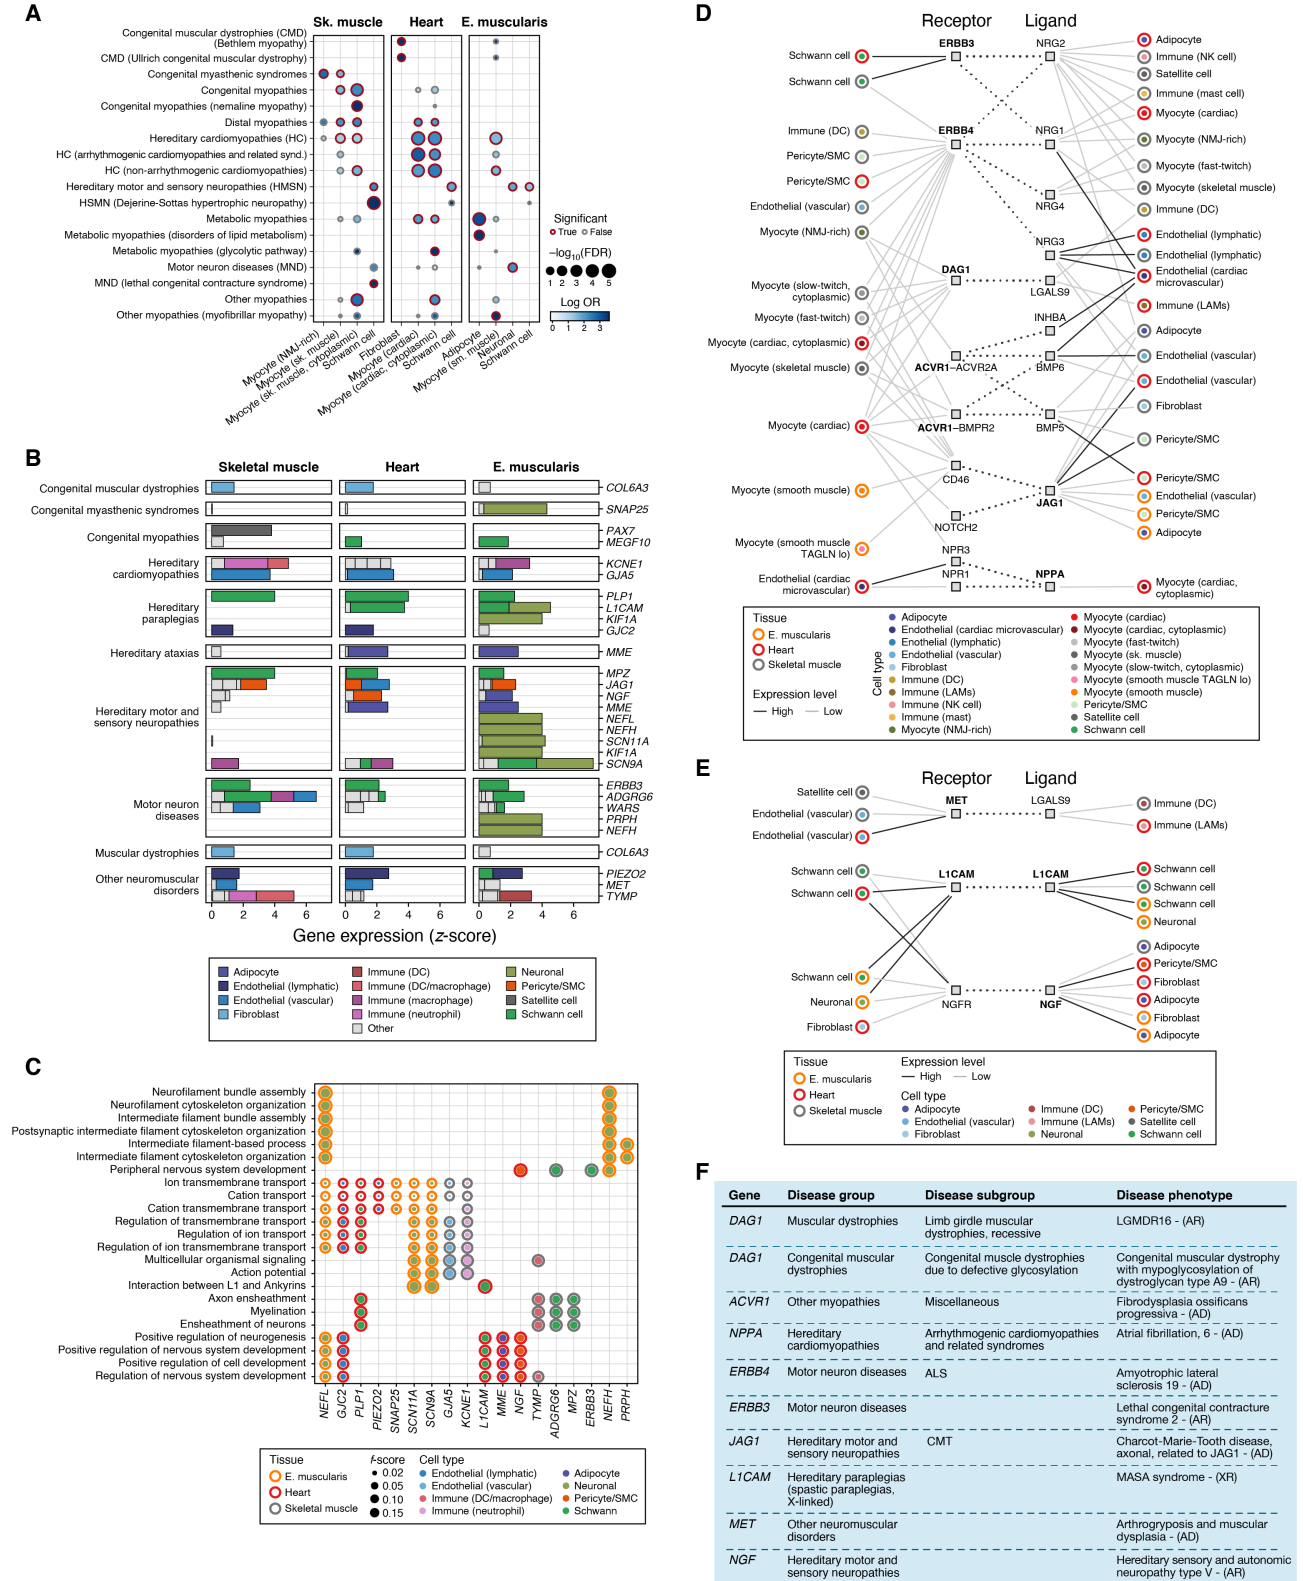 A
Sk. muscle
Heart
E. muscularis
Congenital muscular dystrophies (CMD)
(Bethlem myopathy)
CMD (Ullrich congenital muscular dystrophy)
Congenital myasthenic syndromes
Congenital myopathies
Congenital myopathies (nemaline myopathy)
Distal myopathies
Hereditary cardiomyopathies (HC)
HC (arrhythmogenic cardiomyopathies and related synd.)
HC (non-arrhythmogenic cardiomyopathies)
Hereditary motor and sensory neuropathies (HMSN)
HSMN (Dejerine-Sottas hypertrophic neuropathy)
Metabolic myopathies
Metabolic myopathies (disorders of lipid metabolism)
Metabolic myopathies (glycolytic pathway)
Motor neuron diseases (MND)
MND (lethal congenital contracture syndrome)
Other myopathies
Other myopathies (myofibrillar myopathy)
Myocyte (NMJ-rich)
Myocyte (sk. muscle)
Myocyte (sk. muscle, cytoplasmic)
Schwann cell
Fibroblast
Myocyte (cardiac)
Myocyte (cardiac, cytoplasmic)
Schwann cell
Adipocyte
Myocyte (sm. muscle)
Neuronal
Schwann cell
Significant
True False
−log10(FDR)
1 2 3 4 5
Log OR
0 1 2 3
B
Skeletal muscle
Heart
E. muscularis
Congenital muscular dystrophies
COL6A3
Congenital myasthenic syndromes
SNAP25
Congenital myopathies
PAX7
MEGF10
Hereditary
cardiomyopathies
KCNE1
GJA5
Hereditary
paraplegias
PLP1
L1CAM
KIF1A
GJC2
Hereditary ataxias
MME
Hereditary motor and
sensory neuropathies
MPZ
JAG1
NGF
MME
NEFL
NEFH
SCN11A
KIF1A
SCN9A
Motor neuron
diseases
ERBB3
ADGRG6
WARS
PRPH
NEFH
Muscular dystrophies
COL6A3
Other neuromuscular
disorders
PIEZO2
MET
TYMP
0 2 4 6
0 2 4 6
0 2 4 6
Gene expression (z-score)
Adipocyte
Endothelial (lymphatic)
Endothelial (vascular)
Fibroblast
Immune (DC)
Immune (DC/macrophage)
Immune (macrophage)
Immune (neutrophil)
Other
Neuronal
Pericyte/SMC
Satellite cell
Schwann cell
C
Neurofilament bundle assembly
Neurofilament cytoskeleton organization
Intermediate filament bundle assembly
Postsynaptic intermediate filament cytoskeleton organization
Intermediate filament-based process
Intermediate filament cytoskeleton organization
Peripheral nervous system development
Ion transmembrane transport
Cation transport
Cation transmembrane transport
Regulation of transmembrane transport
Regulation of ion transport
Regulation of ion transmembrane transport
Multicellular organismal signaling
Action potential
Interaction between L1 and Ankyrins
Axon ensheathment
Myelination
Ensheathment of neurons
Positive regulation of neurogenesis
Positive regulation of nervous system development
Positive regulation of cell development
Regulation of nervous system development
NEFL
GJC2
PLP1
PIEZO2
SNAP25
SCN11A
SCN9A
GJA5
KCNE1
L1CAM
MME
NGF
TYMP
ADGRG6
MPZ
ERBB3
NEFH
PRPH
Tissue
E. muscularis
Heart
Skeletal muscle
f-score
0.02
0.05
0.10
0.15
Cell type
Endothelial (lymphatic)
Endothelial (vascular)
Immune (DC/macrophage)
Immune (neutrophil)
Adipocyte
Neuronal
Pericyte/SMC
Schwann
D
Receptor
Ligand
Schwann cell
Schwann cell
Immune (DC)
Pericyte/SMC
Pericyte/SMC
Endothelial (vascular)
Myocyte (NMJ-rich)
Myocyte (slow-twitch,
cytoplasmic)
Myocyte (fast-twitch)
Myocyte (cardiac, cytoplasmic)
Myocyte (skeletal muscle)
Myocyte (cardiac)
Myocyte (smooth muscle)
Myocyte (smooth muscle
TAGLN lo)
Endothelial (cardiac
microvascular)
ERBB3
ERBB4
DAG1
ACVR1–ACVR2A
ACVR1–BMPR2
CD46
NOTCH2
NPR3
NPR1
NRG2
NRG1
NRG4
NRG3
LGALS9
INHBA
BMP6
BMP5
JAG1
NPPA
Adipocyte
Immune (NK cell)
Satellite cell
Immune (mast cell)
Myocyte (cardiac)
Myocyte (NMJ-rich)
Myocyte (fast-twitch)
Myocyte (skeletal muscle)
Immune (DC)
Endothelial (lymphatic)
Endothelial (lymphatic)
Endothelial (cardiac
microvascular)
Immune (LAMs)
Adipocyte
Endothelial (vascular)
Endothelial (vascular)
Fibroblast
Pericyte/SMC
Pericyte/SMC
Endothelial (vascular)
Pericyte/SMC
Adipocyte
Myocyte (cardiac,
cytoplasmic)
Tissue
E. muscularis
Heart
Skeletal muscle
Expression level
High Low
Cell type
Adipocyte
Endothelial (cardiac microvascular)
Enothelial (lymphatic)
Endothelial (vascular)
Fibroblast
Immune (DC)
Immune (LAMs)
Immune (NK cell)
Immune (mast)
Myocyte (NMJ-rich)
Myocyte (cardiac)
Myocyte (cardiac, cytoplasmic)
Myocyte (fast-twitch)
Myocyte (sk. muscle)
Myocyte (slow-twitch, cytoplasmic)
Myocyte (smooth muscle TAGLN lo)
Myocyte (smooth muscle)
Pericyte/SMC
Satellite cell
Schwann cell
E
Receptor
Ligand
Satellite cell
Endothelial (vascular)
Endothelial (vascular)
Schwann cell
Schwann cell
Schwann cell
Neuronal
Fibroblast
MET
L1CAM
NGFR
LGALS9
L1CAM
NGF
Immune (DC)
Immune (LAMs)
Schwann cell
Schwann cell
Schwann cell
Neuronal
Adipocyte
Pericyte/SMC
Fibroblast
Adipocyte
Fibroblast
Adipocyte
Tissue
E. muscularis
Heart
Skeletal muscle
Expression level
High Low
Cell type
Adipocyte
Endothelial (vascular)
Fibroblast
Immune (DC)
Immune (LAMs)
Neuronal
Pericyte/SMC
Satellite cell
Schwann cell
F
Gene Disease group Disease subgroup Disease phenotype
DAG1 Muscular dystrophies Limb girdle muscular LGMDR16 - (AR)
dystrophies, recessive
DAG1 Congenital muscular Congenital muscle dystrophies Congenital muscular dystrophy
dystrophies due to defective glycosylation with mypoglycosylation of
dystroglycan type A9 - (AR)
ACVR1 Other myopathies Miscellaneous Fibrodysplasia ossificans
progressiva - (AD)
NPPA Hereditary Arrhythmogenic cardiomyopathies Atrial fibrillation, 6 - (AD)
cardiomyopathies and related syndromes
ERBB4 Motor neuron diseases ALS Amyotrophic lateral
sclerosis 19 - (AD)
ERBB3 Motor neuron diseases Lethal congenital contracture
syndrome 2 - (AR)
JAG1 Hereditary motor and CMT Charcot-Marie-Tooth disease,
sensory neuropathies axonal, related to JAG1 - (AD)
L1CAM Hereditary paraplegias MASA syndrome - (XR)
(spastic paraplegias,
X-linked)
MET Other neuromuscular Arthrogryposis and muscular
disorders dysplasia - (AD)
NGF Hereditary motor and Hereditary sensory and autonomic
sensory neuropathies neuropathy type V - (AR)